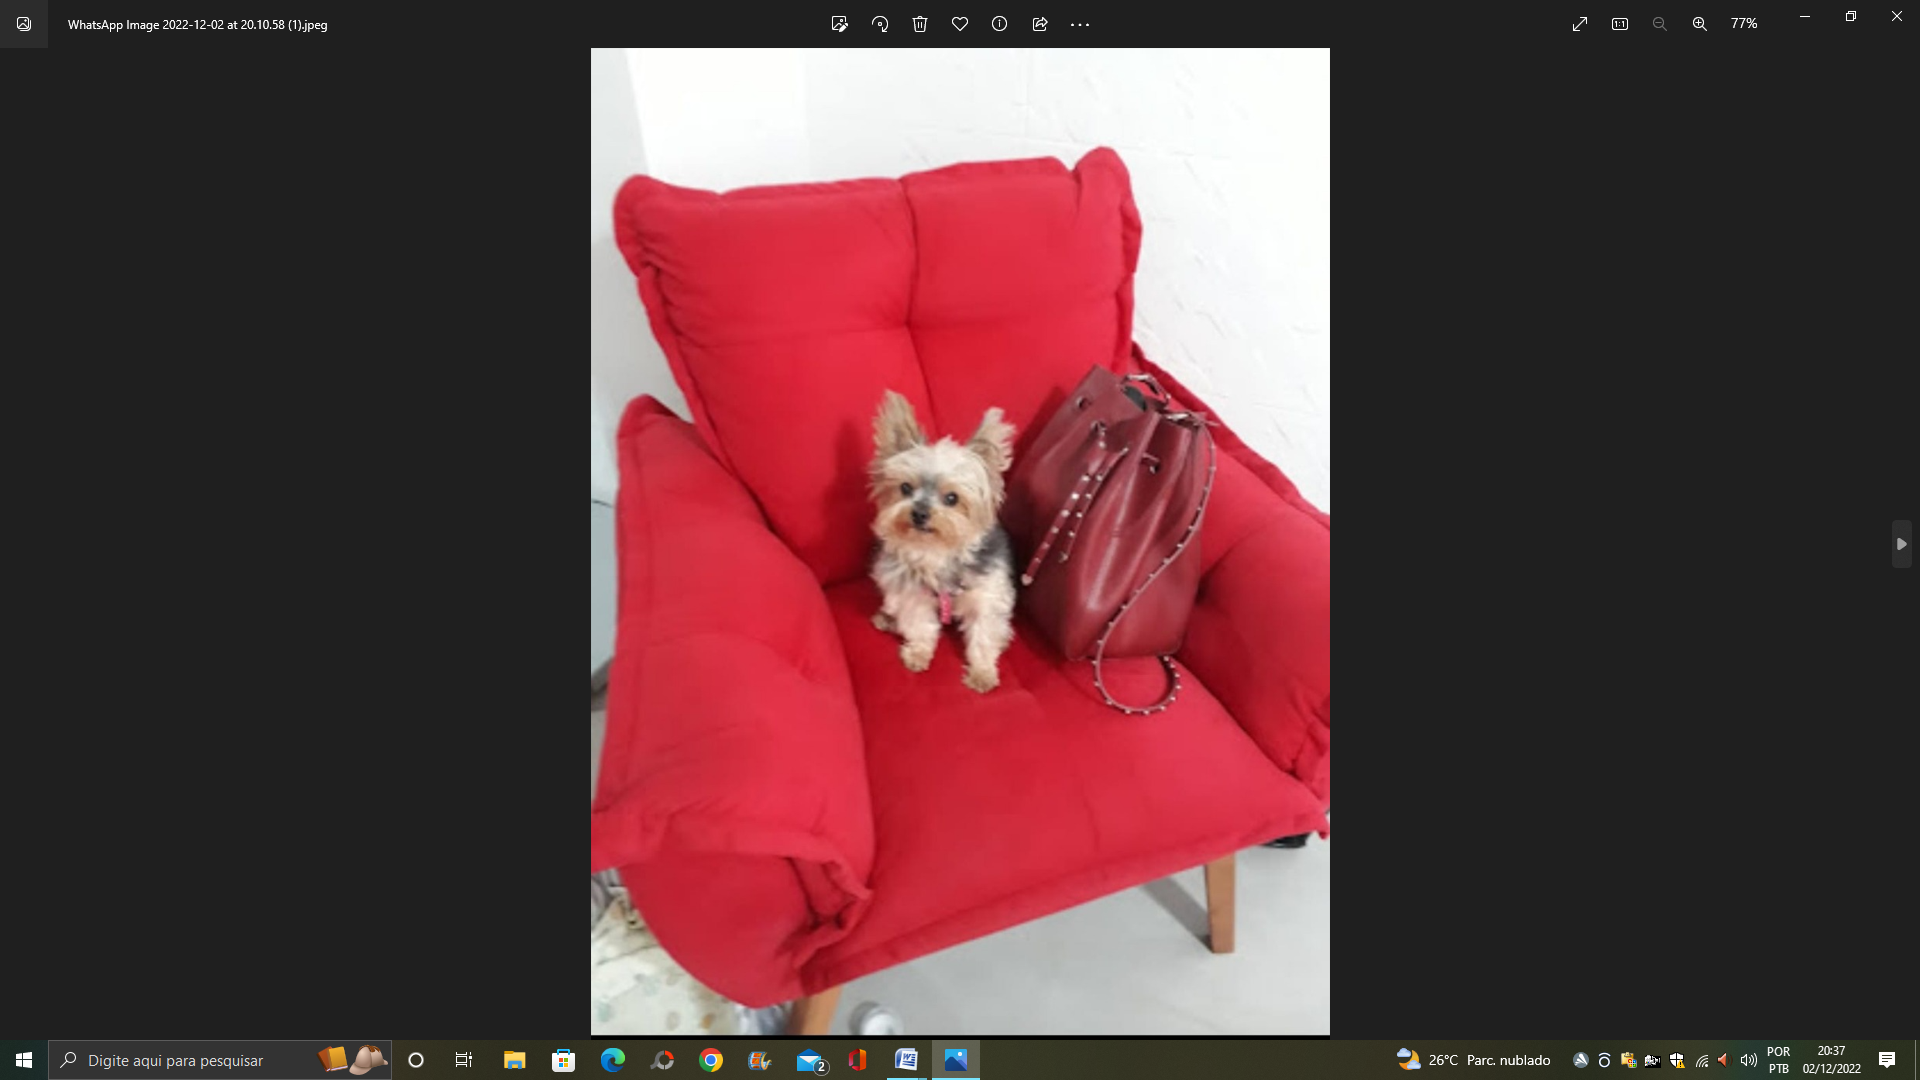 WhatsApp Image 2022-12-02 at 20.10.58 (1).jpeg
77%
Digite aqui para pesquisar
2
26°C Parc. nublado
POR
PTB
20:37
02/12/2022